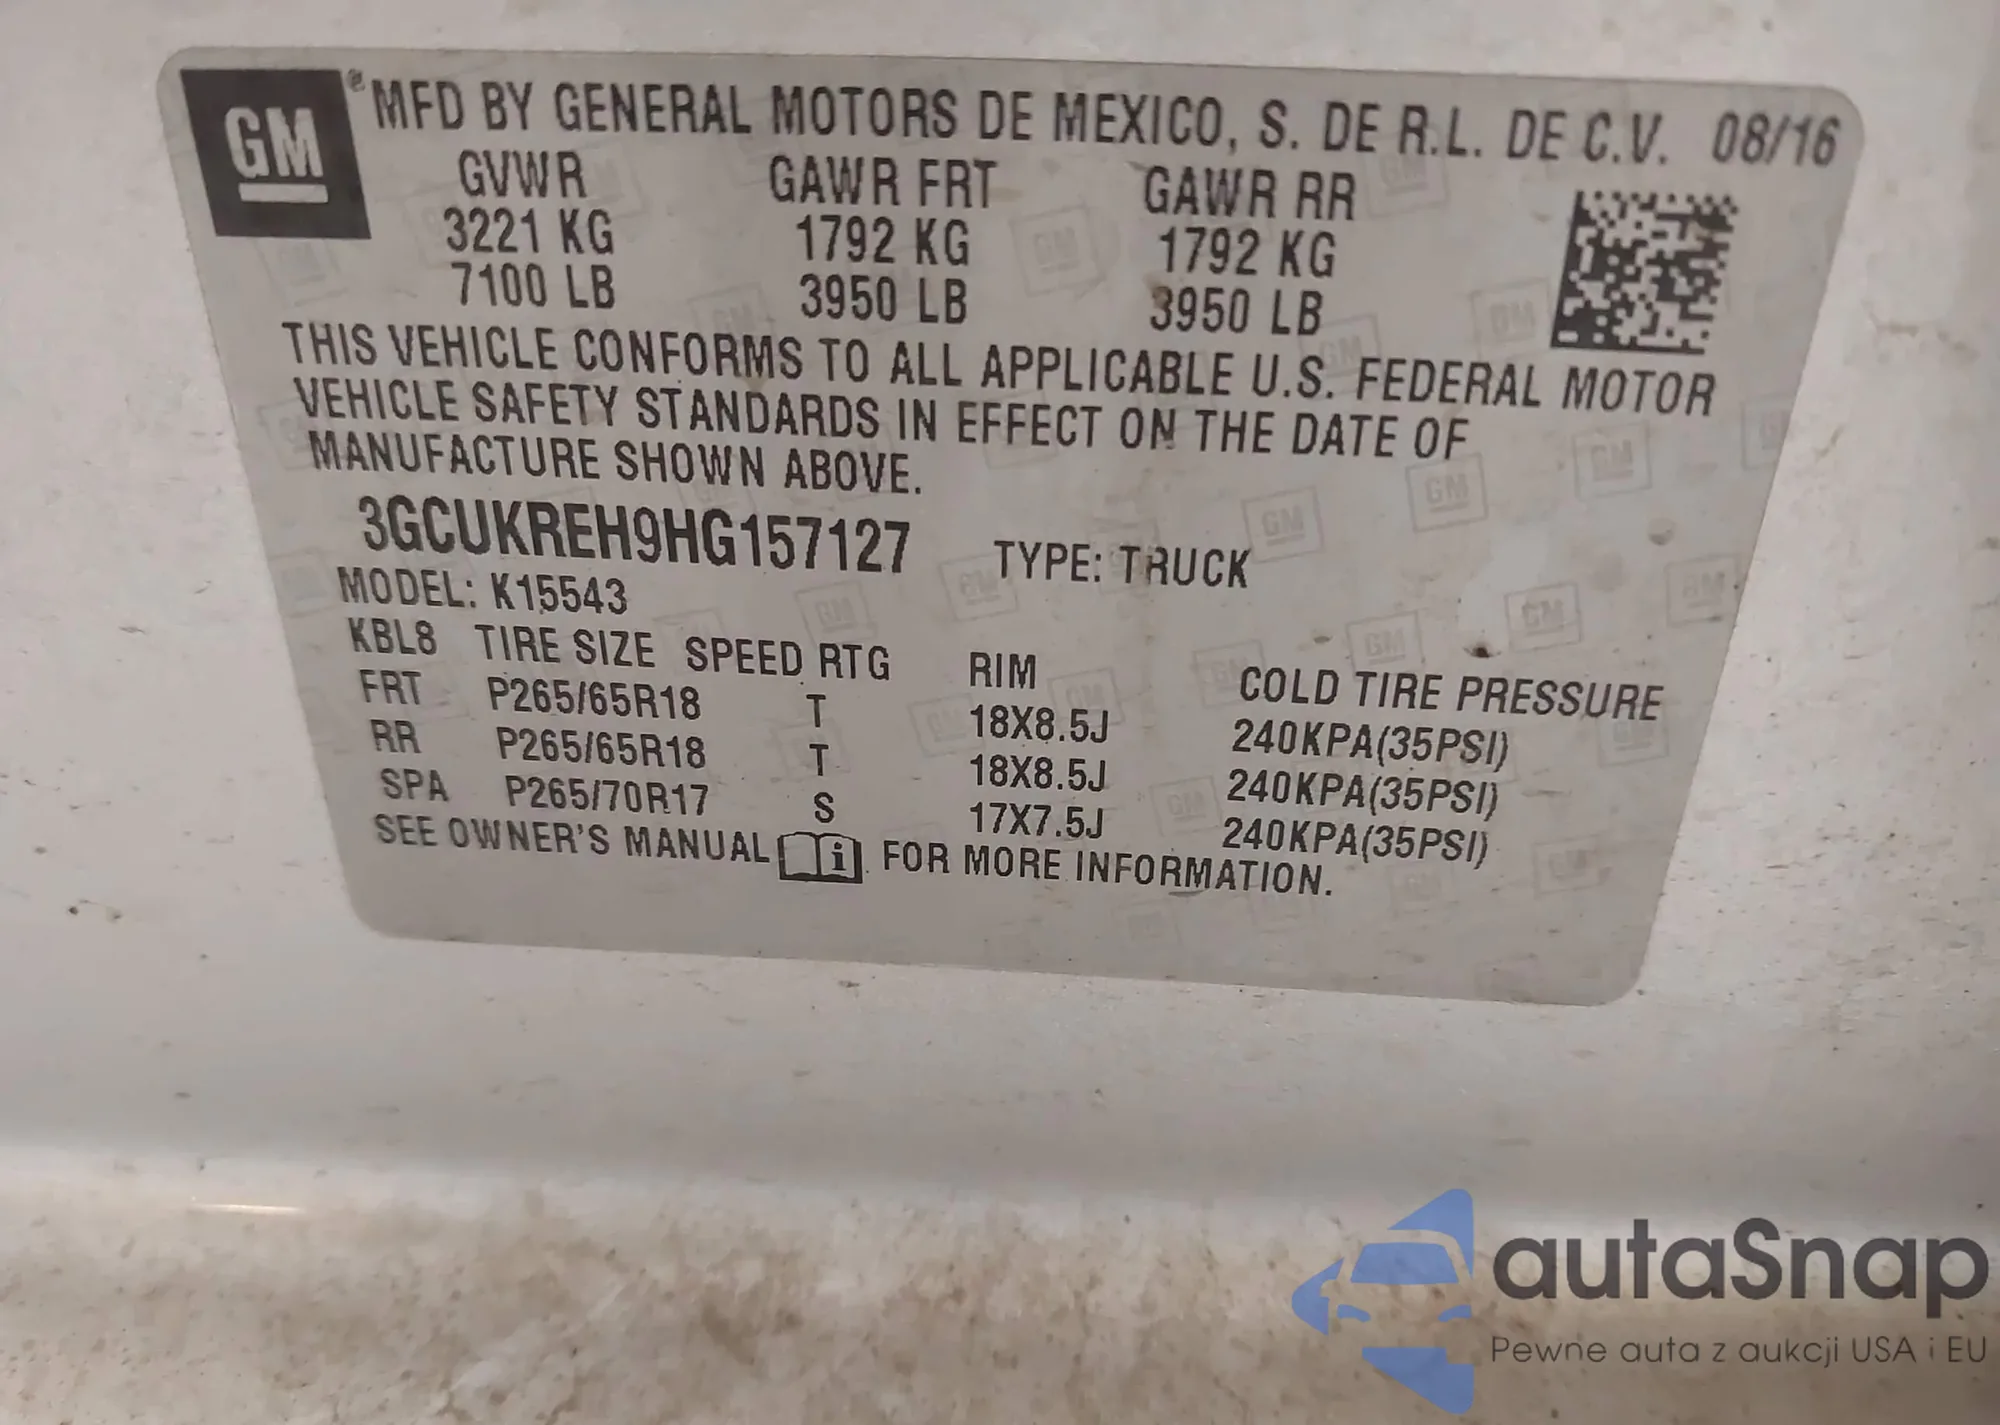 GM® MFD BY GENERAL MOTORS DE MEXICO, S. DE R.L. DE C.V. 08/16
GVWR GAWR FRT GAWR RR
3221 KG 1792 KG 1792 KG
7100 LB 3950 LB 3950 LB
THIS VEHICLE CONFORMS TO ALL APPLICABLE U.S. FEDERAL MOTOR
VEHICLE SAFETY STANDARDS IN EFFECT ON THE DATE OF
MANUFACTURE SHOWN ABOVE.
3GCUKREH9HG157127 TYPE: TRUCK
MODEL: K15543
KBL8 TIRE SIZE SPEED RTG RIM COLD TIRE PRESSURE
FRT P265/65R18 T 18X8.5J 240KPA(35PSI)
RR P265/65R18 T 18X8.5J 240KPA(35PSI)
SPA P265/70R17 S 17X7.5J 240KPA(35PSI)
SEE OWNER'S MANUAL i FOR MORE INFORMATION.
autaSnap
Pewne auta z aukcji USA i EU